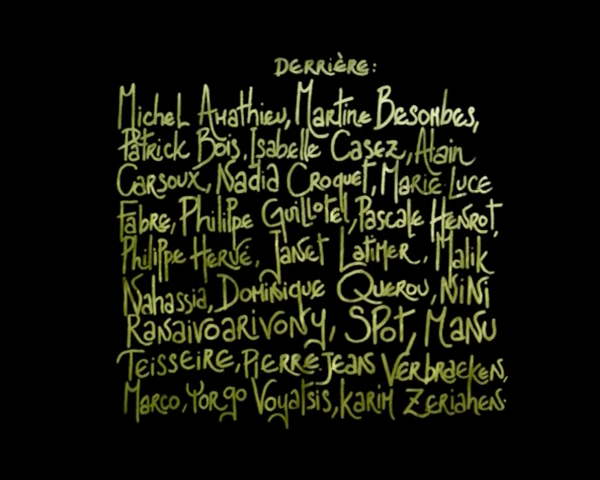 DERRIÈRE:
Michel Amathieu, Martine Besombes,
Patrick Bois, Isabelle Casez, Alain
Carsoux, Nadia Croquet, Marie Luce
Fabre, Philippe Guillotel, Pascale Henrot,
Philippe Hervé, Janet Latimer, Malik
Nahassia, Dominique Querou, Nini
Ranaivoarivony, Spot, Manu
Teisseire, Pierre-Jean Verbraeken,
Marco, Yorgo Voyatsis, Karim Zeriahen.